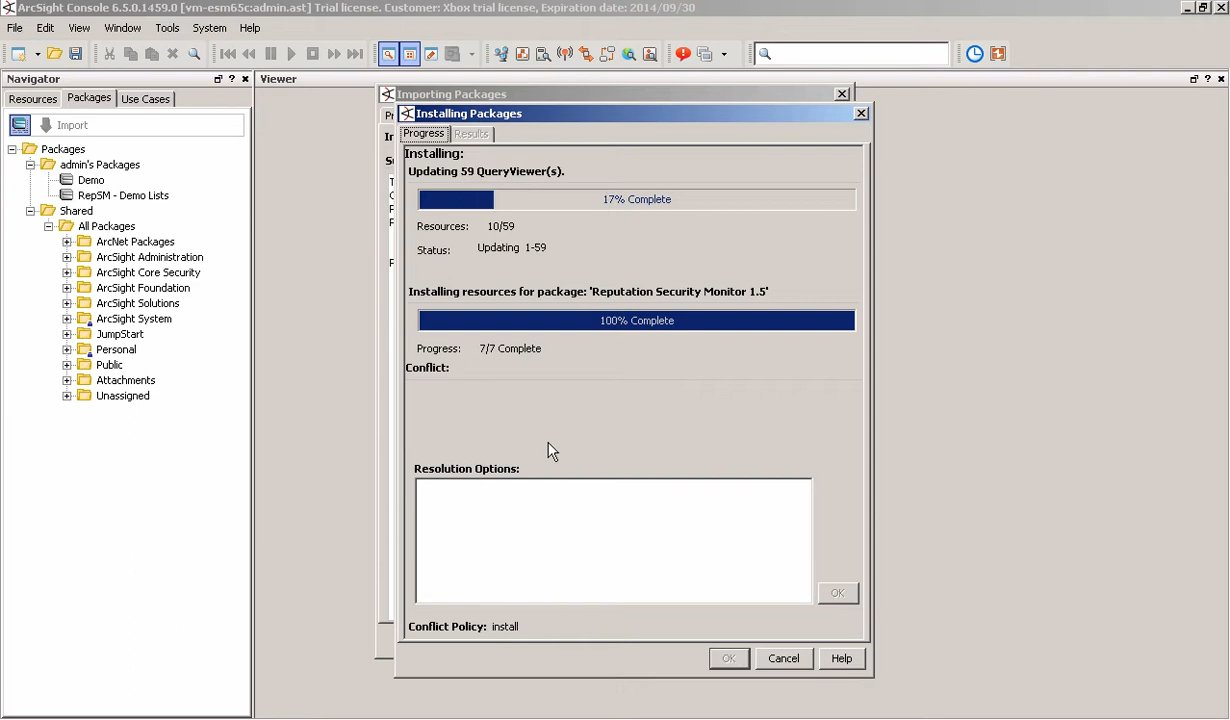 ArcSight Console 6.5.0.1459.0 [vm-esm65c:admin.ast] Trial license. Customer: Xbox trial license, Expiration date: 2014/09/30
File Edit View Window Tools System Help
Navigator
Viewer
Resources Packages Use Cases
Import
Packages
admin's Packages
Demo
RepSM - Demo Lists
Shared
All Packages
ArcNet Packages
ArcSight Administration
ArcSight Core Security
ArcSight Foundation
ArcSight Solutions
ArcSight System
JumpStart
Personal
Public
Attachments
Unassigned
Importing Packages
Installing Packages
Progress Results
Installing:
Updating 59 QueryViewer(s).
17% Complete
Resources: 10/59
Status: Updating 1-59
Installing resources for package: 'Reputation Security Monitor 1.5'
100% Complete
Progress: 7/7 Complete
Conflict:
Resolution Options:
OK
Conflict Policy: install
OK Cancel Help